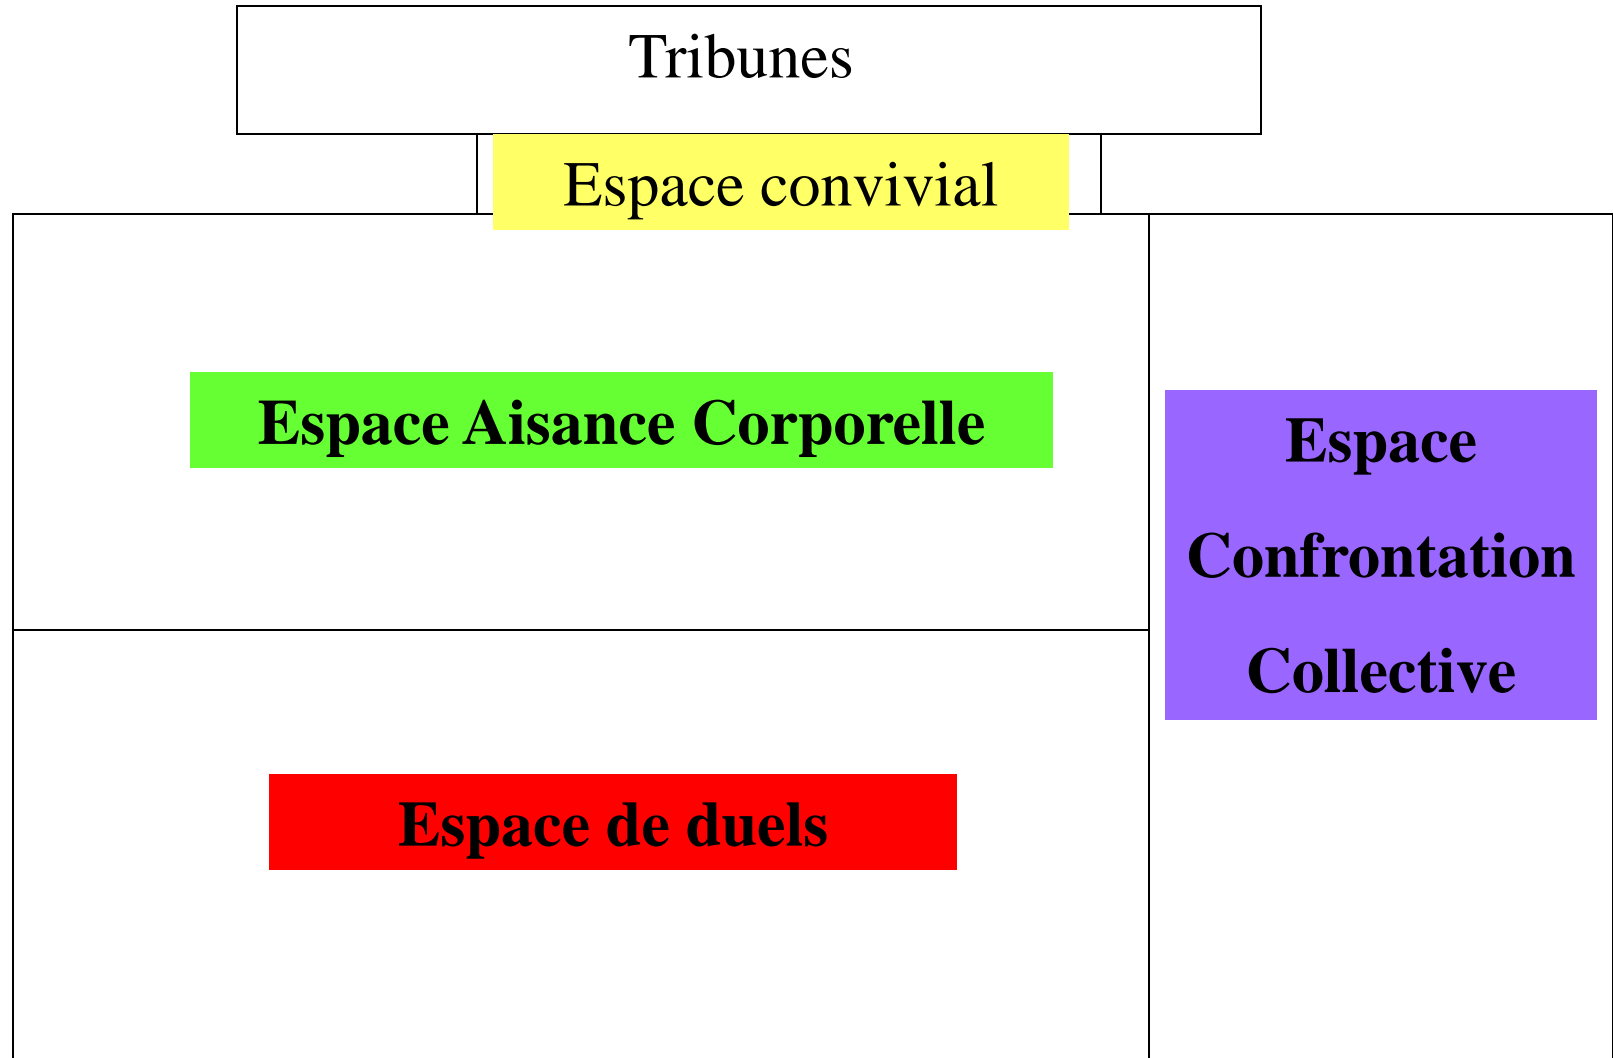 Tribunes
Espace convivial
Espace Aisance Corporelle
Espace
Confrontation
Collective
Espace de duels